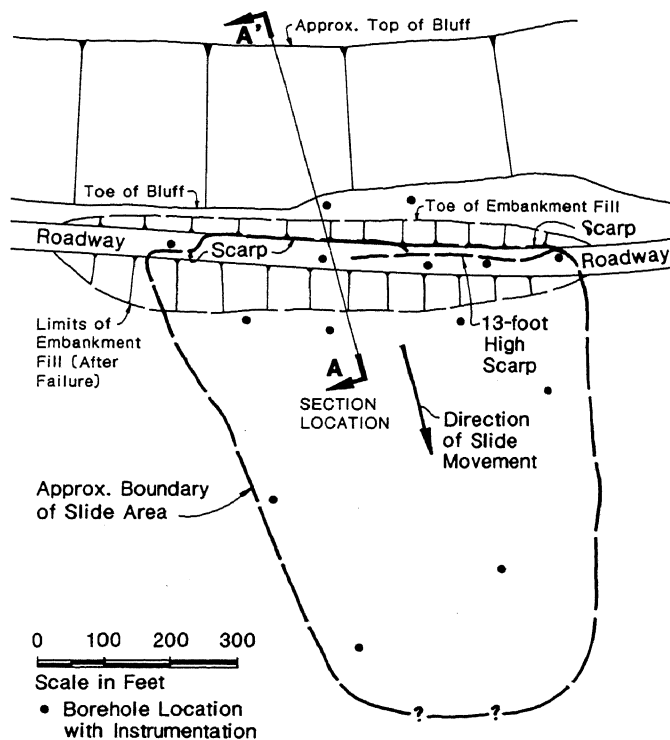 A'
Approx. Top of Bluff
Toe of Bluff
Toe of Embankment Fill
Scarp
Roadway
Scarp
Roadway
Limits of
Embankment
Fill (After
Failure)
13-foot
High
Scarp
A
SECTION
LOCATION
Direction
of Slide
Movement
Approx. Boundary
of Slide Area
0 100 200 300
Scale in Feet
Borehole Location
with Instrumentation
? ?